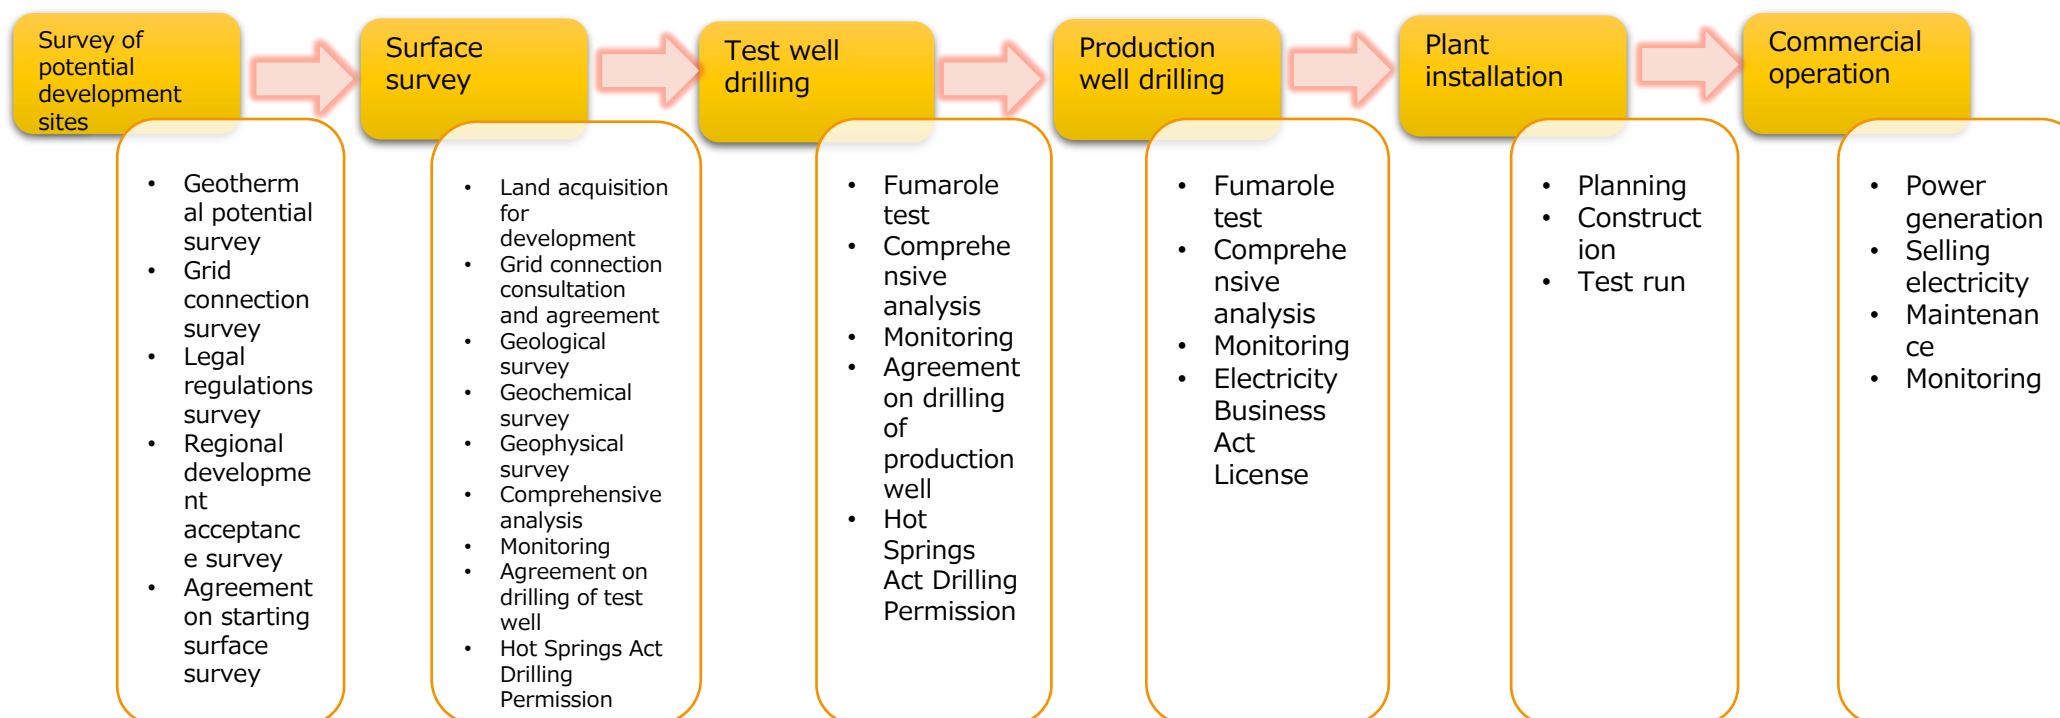 Survey of
potential
development
sites
• Geotherm
al potential
survey
• Grid
connection
survey
• Legal
regulations
survey
• Regional
developme
nt
acceptanc
e survey
• Agreement
on starting
surface
survey
Surface
survey
• Land acquisition
for
development
• Grid connection
consultation
and agreement
• Geological
survey
• Geochemical
survey
• Geophysical
survey
• Comprehensive
analysis
• Monitoring
• Agreement on
drilling of test
well
• Hot Springs Act
Drilling
Permission
Test well
drilling
• Fumarole
test
• Comprehe
nsive
analysis
• Monitoring
• Agreement
on drilling
of
production
well
• Hot
Springs
Act Drilling
Permission
Production
well drilling
• Fumarole
test
• Comprehe
nsive
analysis
• Monitoring
• Electricity
Business
Act
License
Plant
installation
• Planning
• Construct
ion
• Test run
Commercial
operation
• Power
generation
• Selling
electricity
• Maintenan
ce
• Monitoring